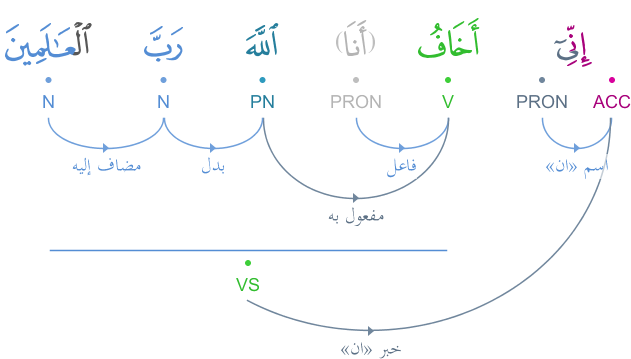 إِنِّىٓ أَخَافُ (أَنَا) ٱللَّهَ رَبَّ ٱلْعَـٰلَمِينَ
ACC PRON V PRON PN N N
اسم «ان» فاعل بدل مضاف إليه
مفعول به
VS
خبر «ان»